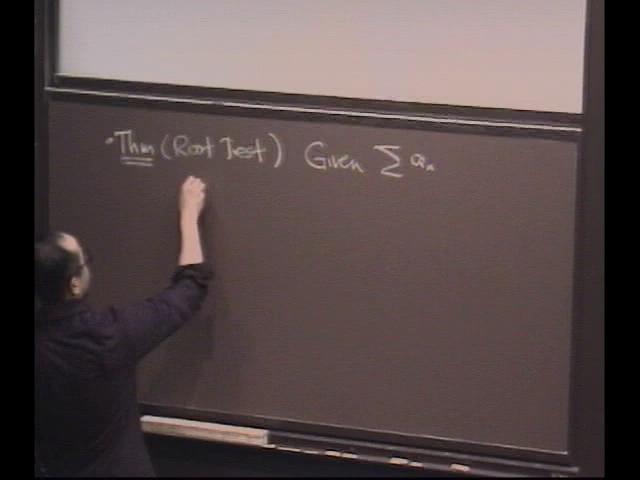 • Thm (Root Test) Given ∑ aₙ